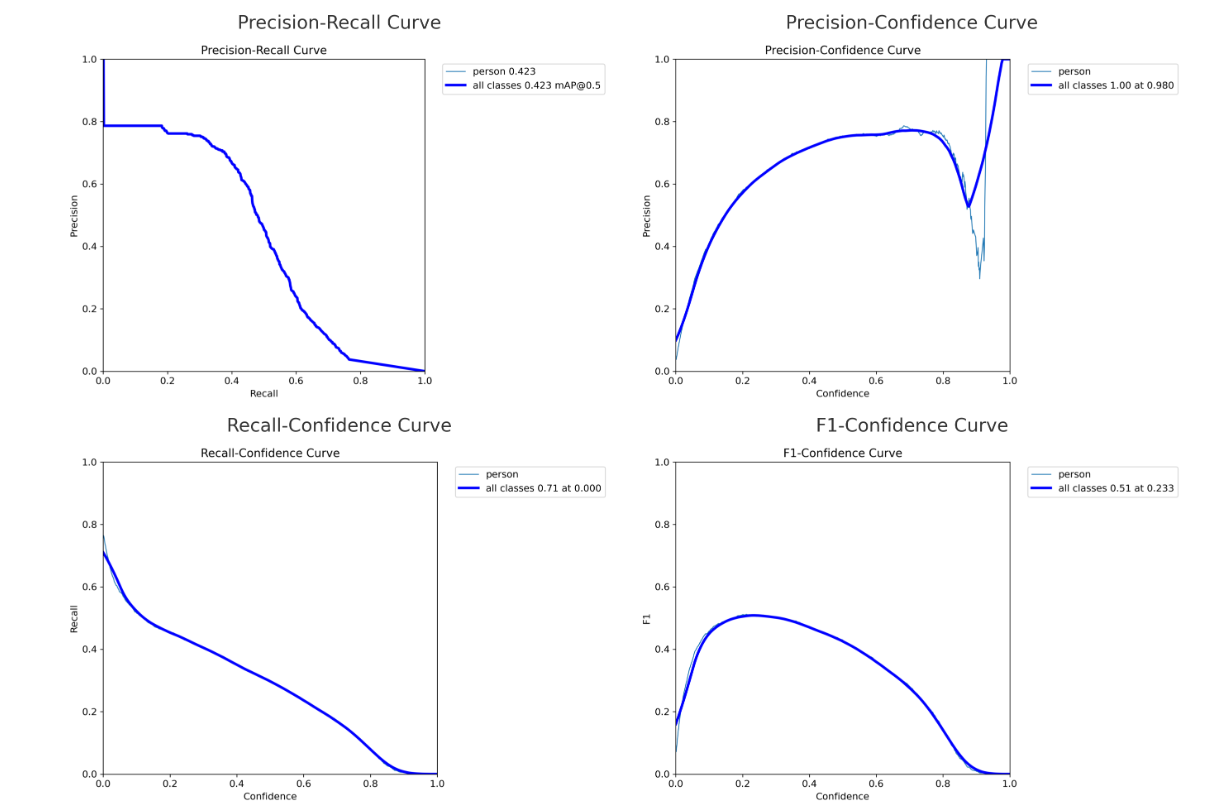 Precision-Recall Curve
Precision-Recall Curve
person 0.423
all classes 0.423 mAP@0.5
1.0
0.8
0.6
0.4
0.2
0.0
Precision
0.0 0.2 0.4 0.6 0.8 1.0
Recall
Precision-Confidence Curve
Precision-Confidence Curve
person
all classes 1.00 at 0.980
1.0
0.8
0.6
0.4
0.2
0.0
Precision
0.0 0.2 0.4 0.6 0.8 1.0
Confidence
Recall-Confidence Curve
Recall-Confidence Curve
person
all classes 0.71 at 0.000
1.0
0.8
0.6
0.4
0.2
0.0
Recall
0.0 0.2 0.4 0.6 0.8 1.0
Confidence
F1-Confidence Curve
F1-Confidence Curve
person
all classes 0.51 at 0.233
1.0
0.8
0.6
0.4
0.2
0.0
F1
0.0 0.2 0.4 0.6 0.8 1.0
Confidence